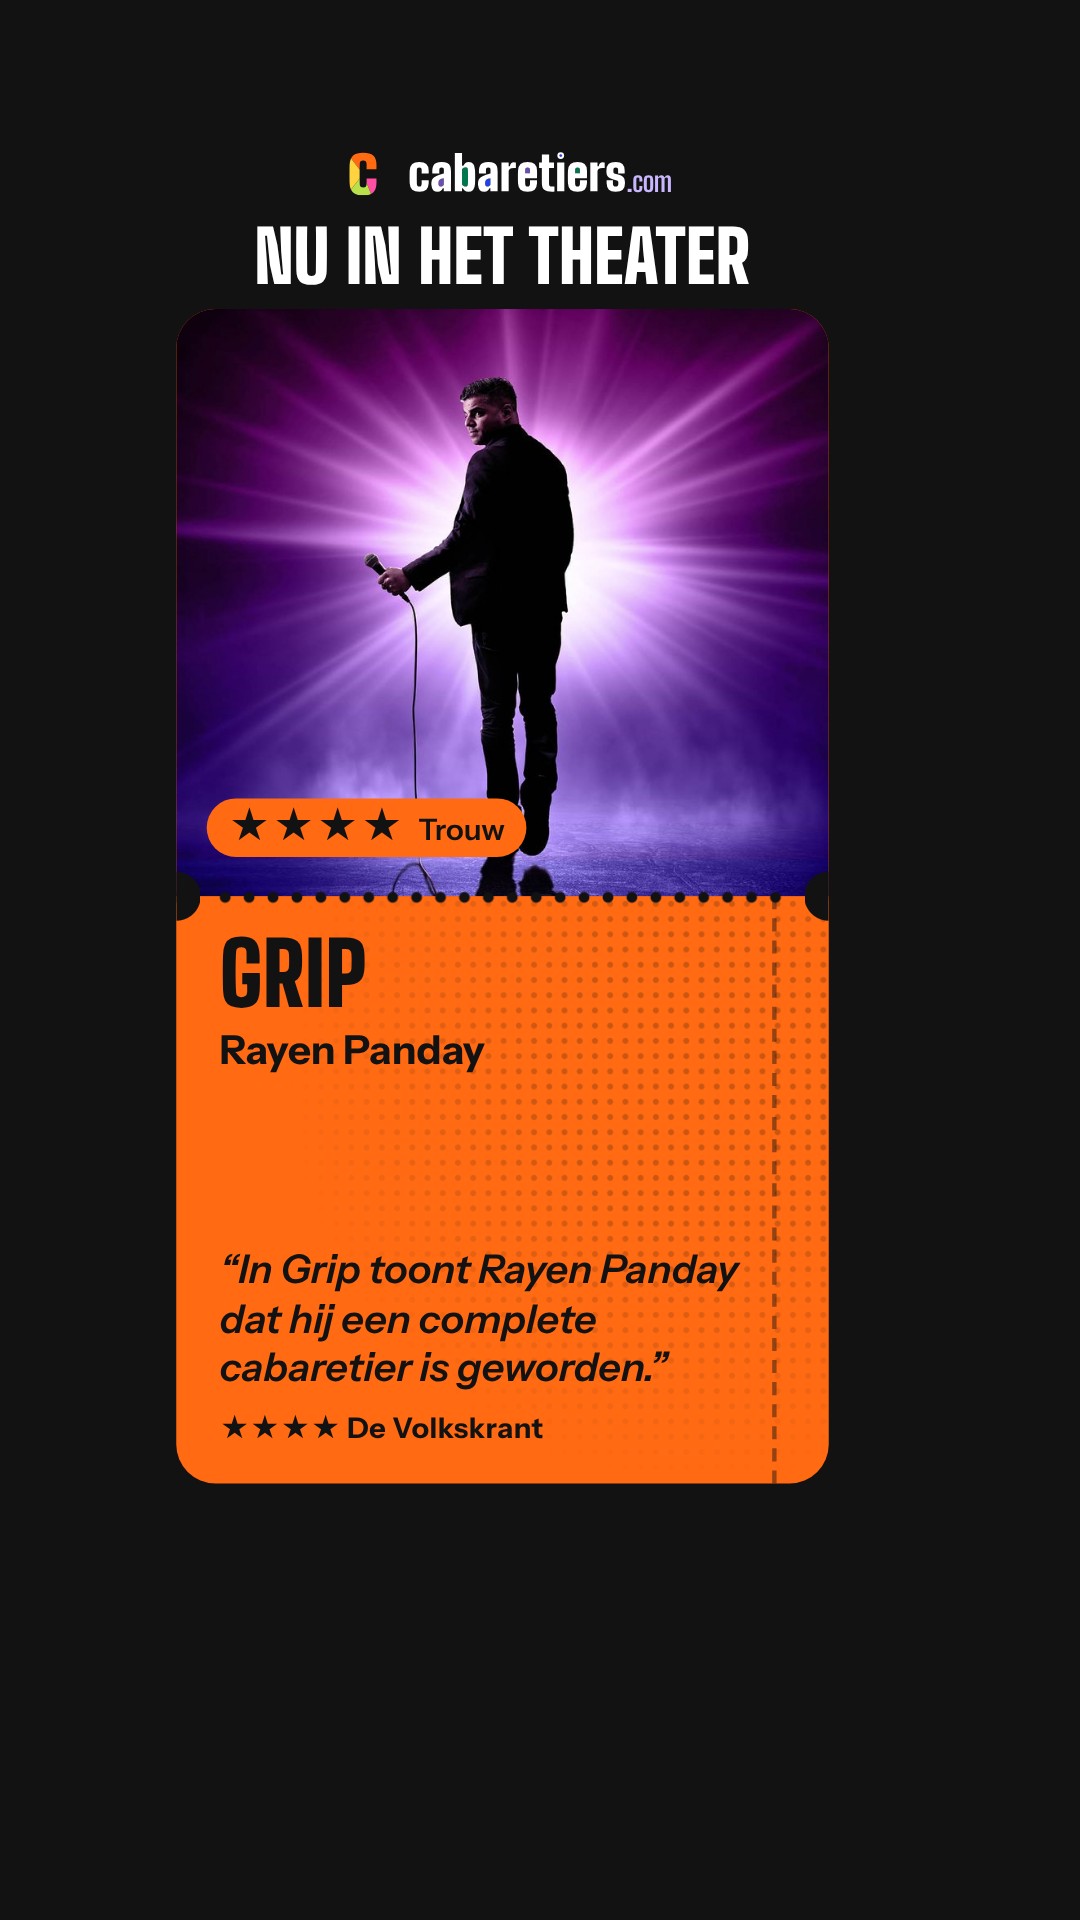 C cabaretiers.com
NU IN HET THEATER
★★★★ Trouw
GRIP
Rayen Panday
“In Grip toont Rayen Panday
dat hij een complete
cabaretier is geworden.”
★★★★ De Volkskrant